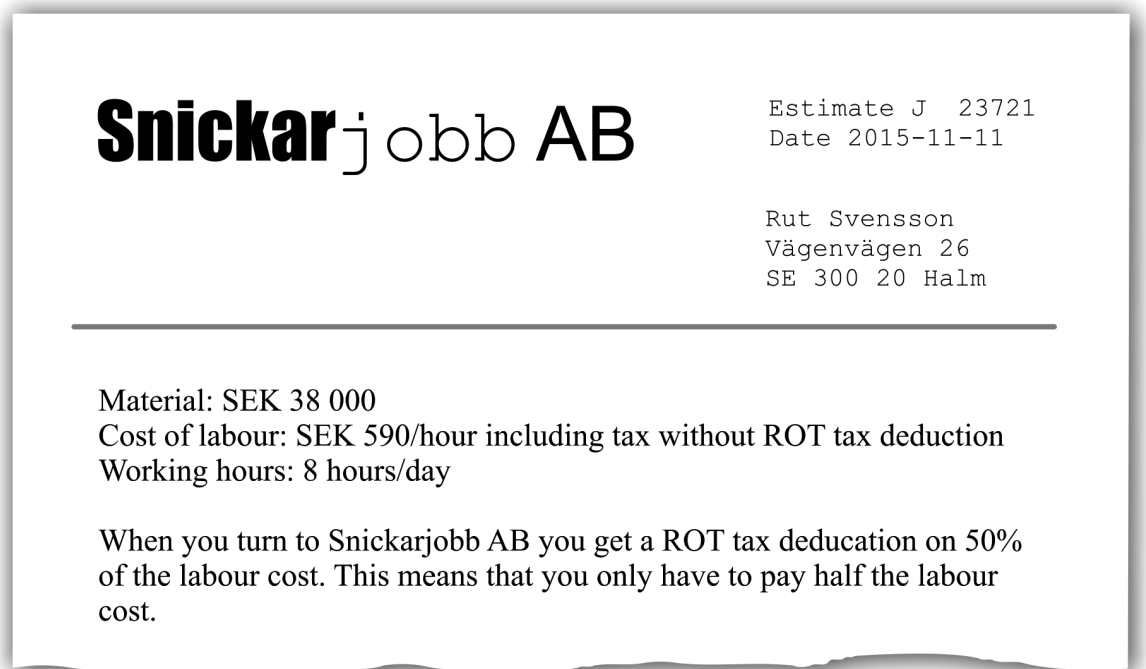 Snickarjobb AB
Estimate J 23721
Date 2015-11-11
Rut Svensson
Vägenvägen 26
SE 300 20 Halm
Material: SEK 38 000
Cost of labour: SEK 590/hour including tax without ROT tax deduction
Working hours: 8 hours/day
When you turn to Snickarjobb AB you get a ROT tax deducation on 50%
of the labour cost. This means that you only have to pay half the labour
cost.